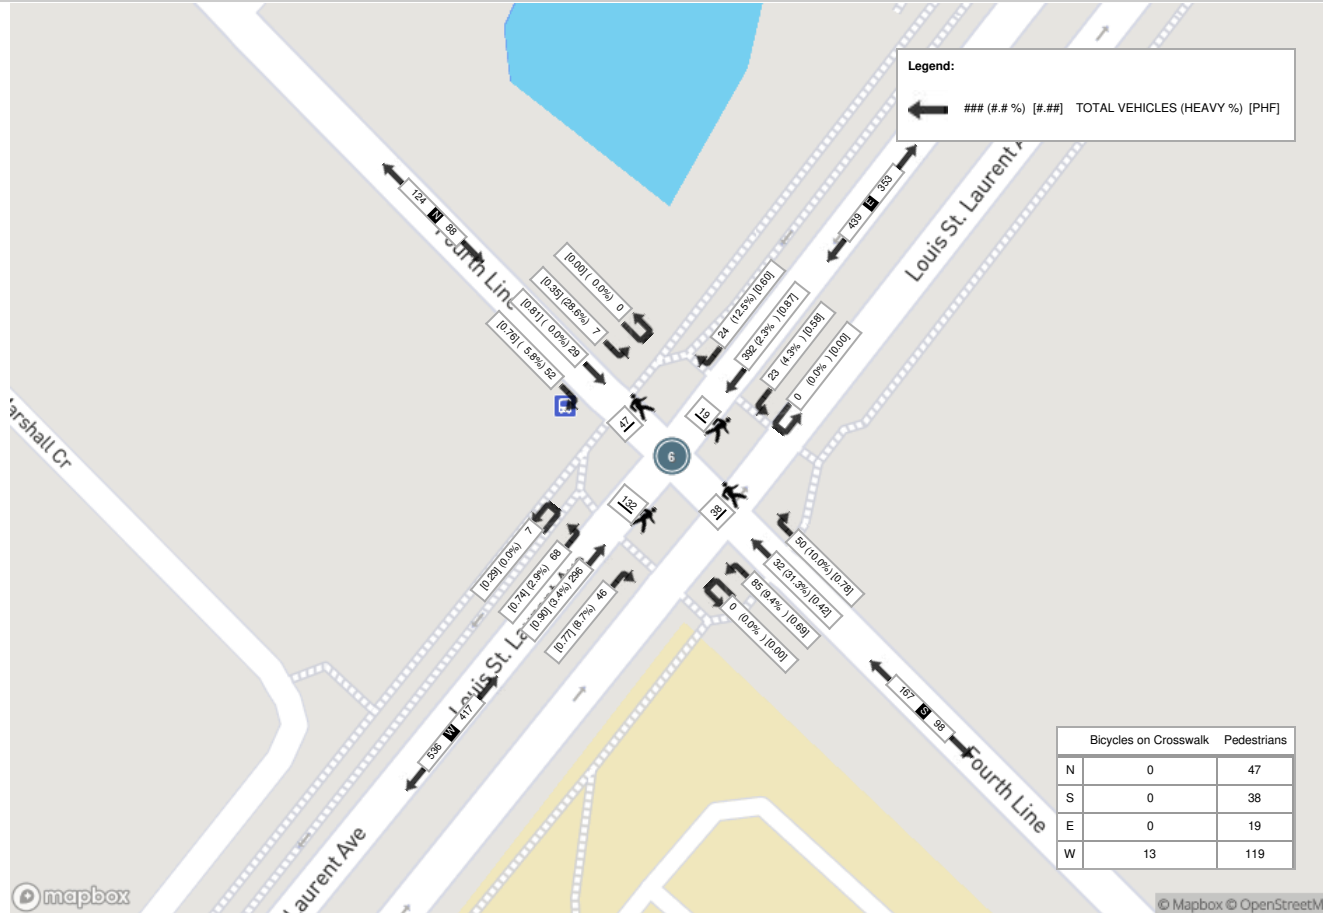 Legend:
### (#.# %) [#.##] TOTAL VEHICLES (HEAVY %) [PHF]
Louis St. Laurent A
439 E 353
124 N 88
Fourth Line
[0.00] ( 0.0%) 0
[0.35] (28.6%) 7
[0.81] ( 0.0%) 29
[0.76] ( 5.8%) 52
24 (12.5%) [0.60]
392 (2.3% ) [0.87]
23 (4.3% ) [0.58]
0 (0.0% ) [0.00]
47
19
6
132
38
arshall Cr
[0.29] (0.0%) 7
[0.74] (2.9%) 68
[0.90] (3.4%) 296
[0.77] (8.7%) 46
50 (10.0%) [0.78]
32 (31.3%) [0.42]
85 (9.4% ) [0.69]
0 (0.0% ) [0.00]
Louis St. La
536 W 417
167 S 98
Fourth Line
Laurent Ave
Bicycles on Crosswalk Pedestrians
N 0 47
S 0 38
E 0 19
W 13 119
mapbox
© Mapbox © OpenStreetM